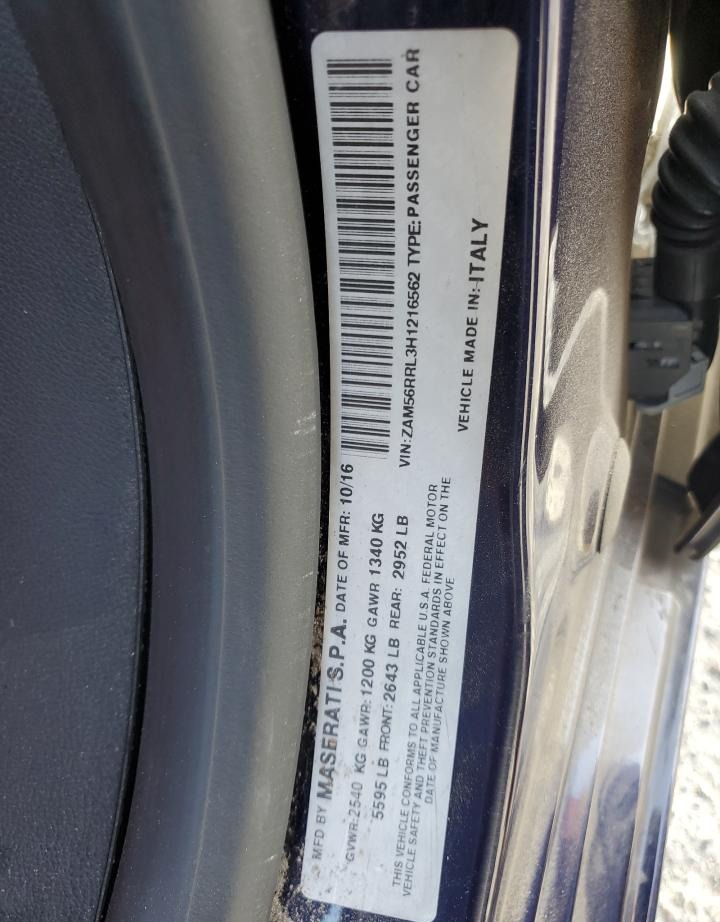 MFD BY MASERATI S.P.A. DATE OF MFR: 10/16
GVWR: 2540 KG GAWR: 1200 KG GAWR 1340 KG
5595 LB FRONT: 2643 LB REAR: 2952 LB
THIS VEHICLE CONFORMS TO ALL APPLICABLE U.S.A. FEDERAL MOTOR
VEHICLE SAFETY AND THEFT PREVENTION STANDARDS IN EFFECT ON THE
DATE OF MANUFACTURE SHOWN ABOVE
VIN: ZAM56RRL3H1216562 TYPE: PASSENGER CAR
VEHICLE MADE IN: ITALY